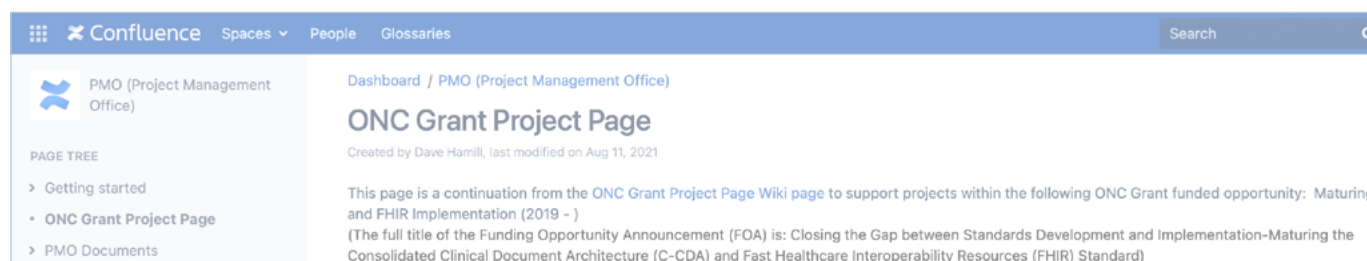 Confluence Spaces People Glossaries Search
PMO (Project Management
Office)
PAGE TREE
Getting started
ONC Grant Project Page
PMO Documents
Dashboard / PMO (Project Management Office)
ONC Grant Project Page
Created by Dave Hamill, last modified on Aug 11, 2021
This page is a continuation from the ONC Grant Project Page Wiki page to support projects within the following ONC Grant funded opportunity: Maturing
and FHIR Implementation (2019 - )
(The full title of the Funding Opportunity Announcement (FOA) is: Closing the Gap between Standards Development and Implementation-Maturing the
Consolidated Clinical Document Architecture (C-CDA) and Fast Healthcare Interoperability Resources (FHIR) Standard)